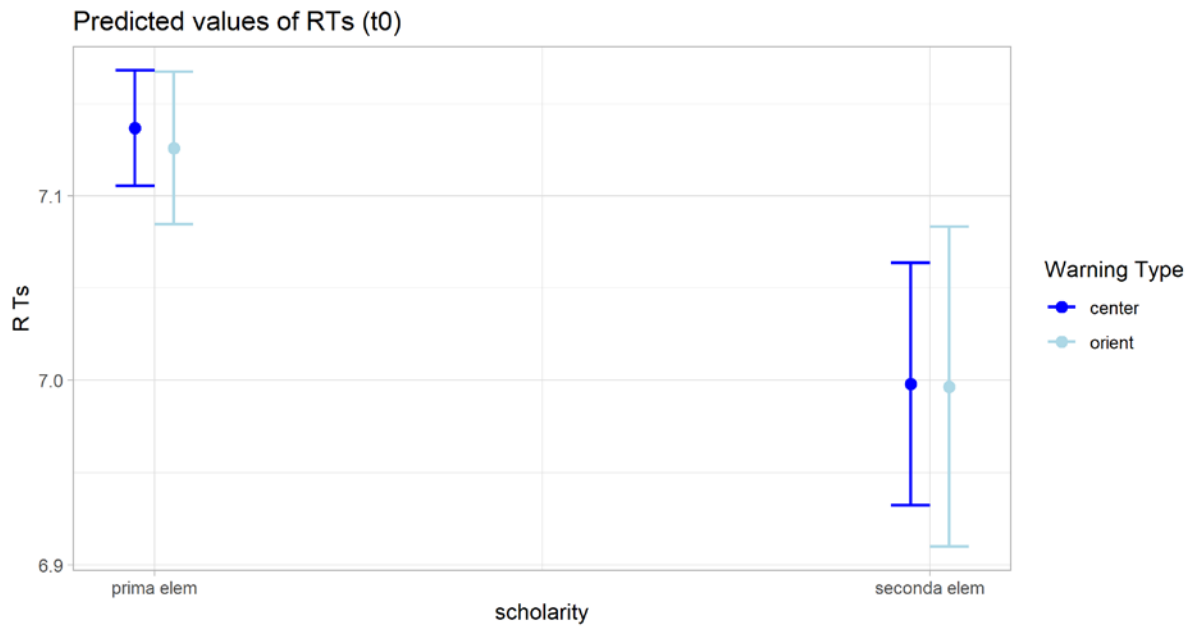 Predicted values of RTs (t0)
7.1
7.0
6.9
R Ts
prima elem
seconda elem
scholarity
Warning Type
center
orient